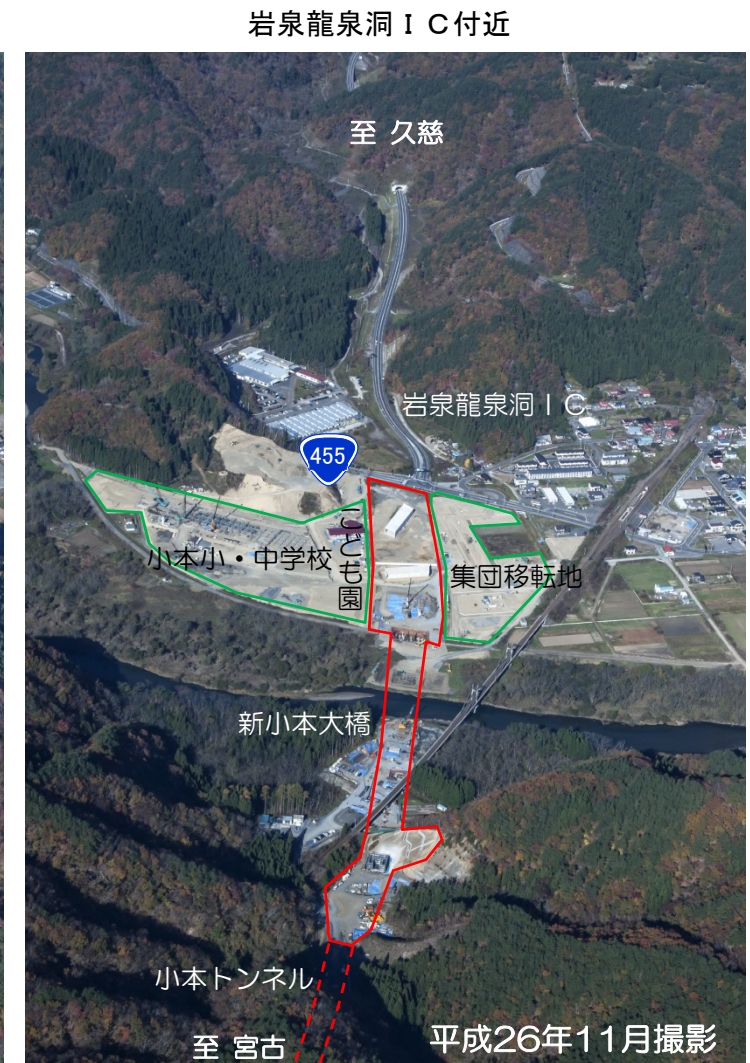 岩泉龍泉洞ＩＣ付近
至 久慈
岩泉龍泉洞ＩＣ
455
こども園
小本小・中学校
集団移転地
新小本大橋
小本トンネル
至 宮古
平成26年11月撮影